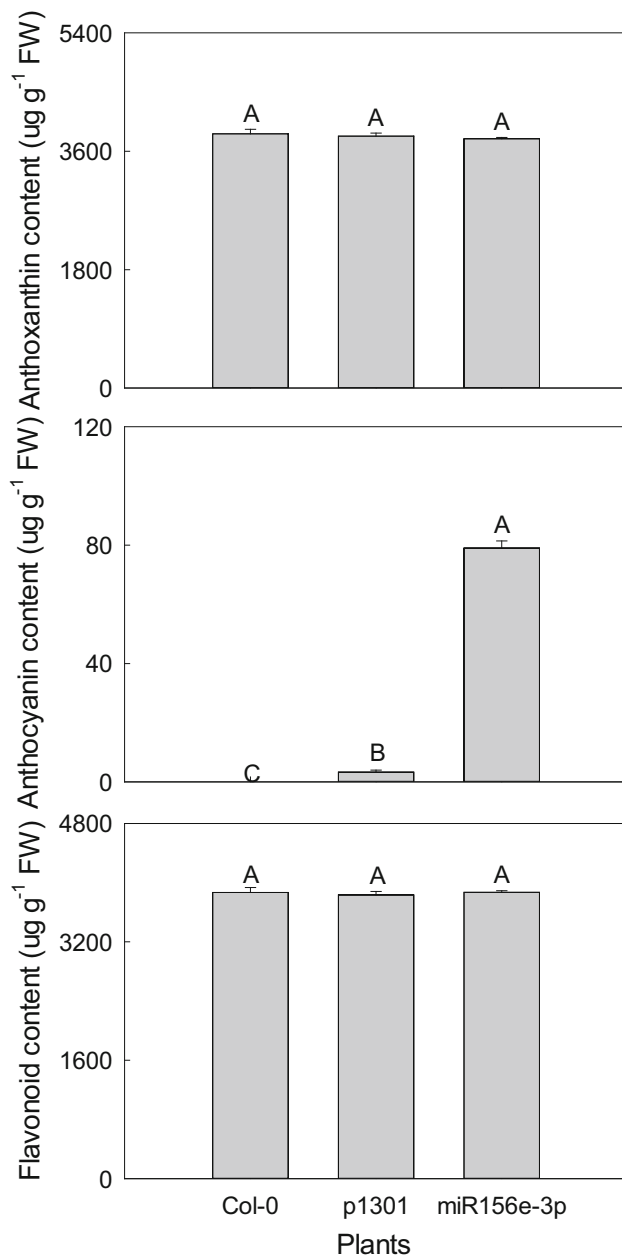 Anthoxanthin content (ug g⁻¹ FW)
5400
3600
1800
0
A
A
A
Anthocyanin content (ug g⁻¹ FW)
120
80
40
0
C
B
A
Flavonoid content (ug g⁻¹ FW)
4800
3200
1600
0
A
A
A
Col-0 p1301 miR156e-3p
Plants